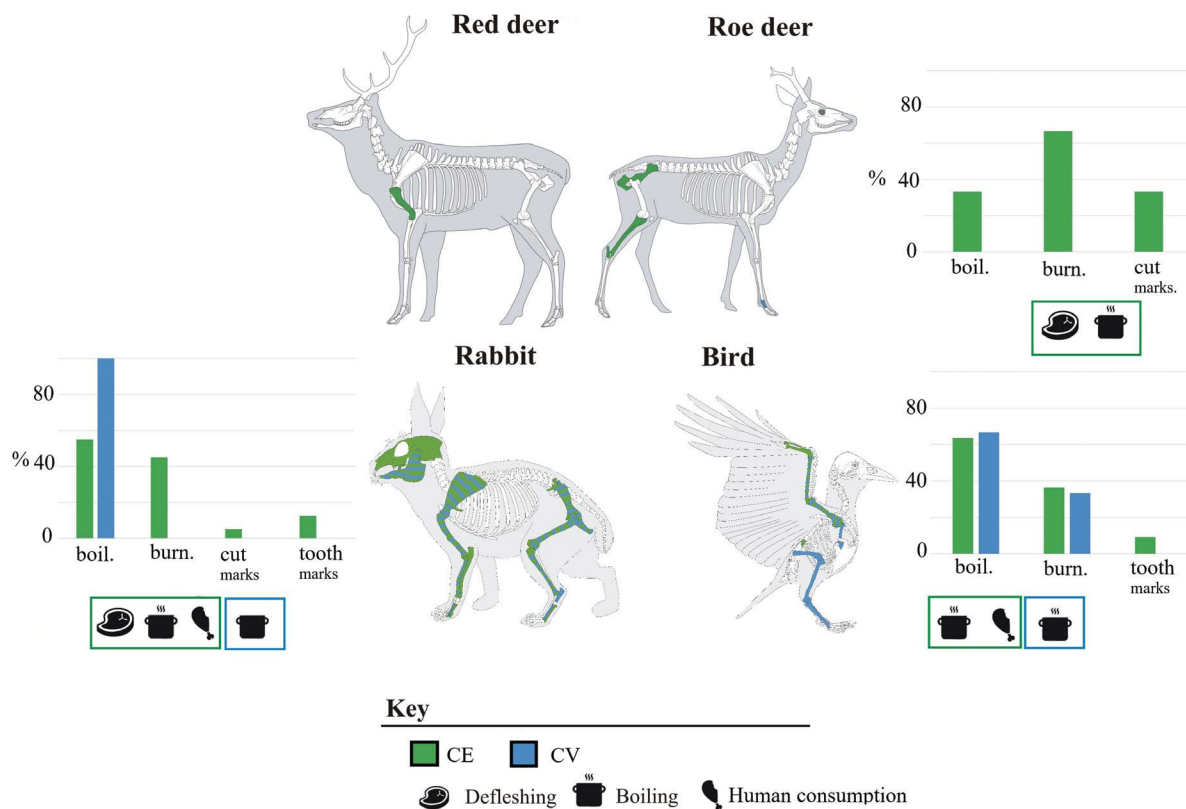 Red deer
Roe deer
80
%
40
0
boil.
burn.
cut
marks.
Rabbit
Bird
80
%
40
0
boil.
burn.
cut
marks
tooth
marks
80
40
0
boil.
burn.
tooth
marks
Key
CE
CV
Defleshing
Boiling
Human consumption